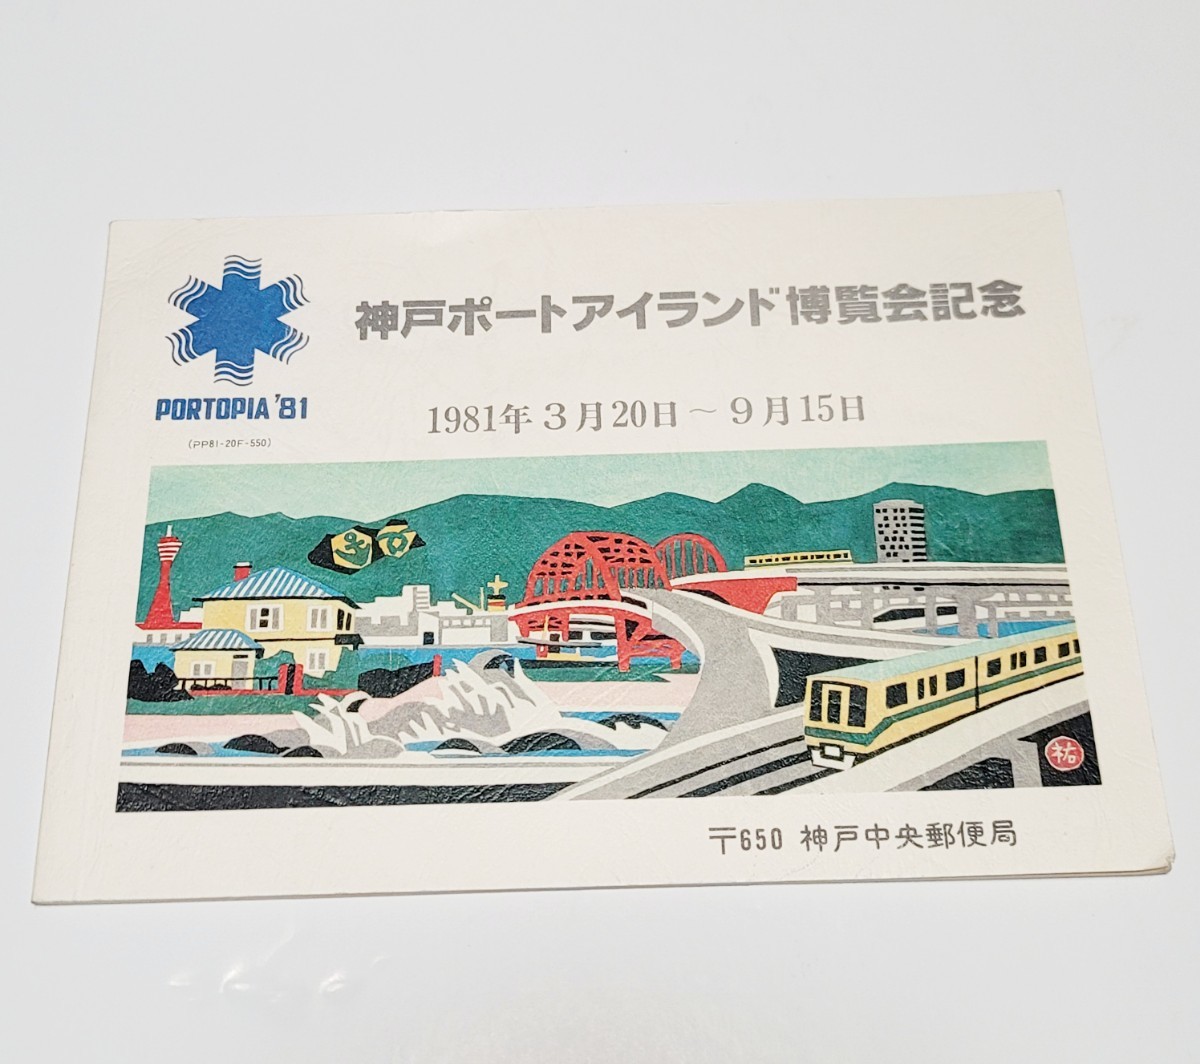 神戸ポートアイランド博覧会記念
PORTOPIA '81
(PP81-20F-550)
1981年3月20日～9月15日
祐
〒650 神戸中央郵便局